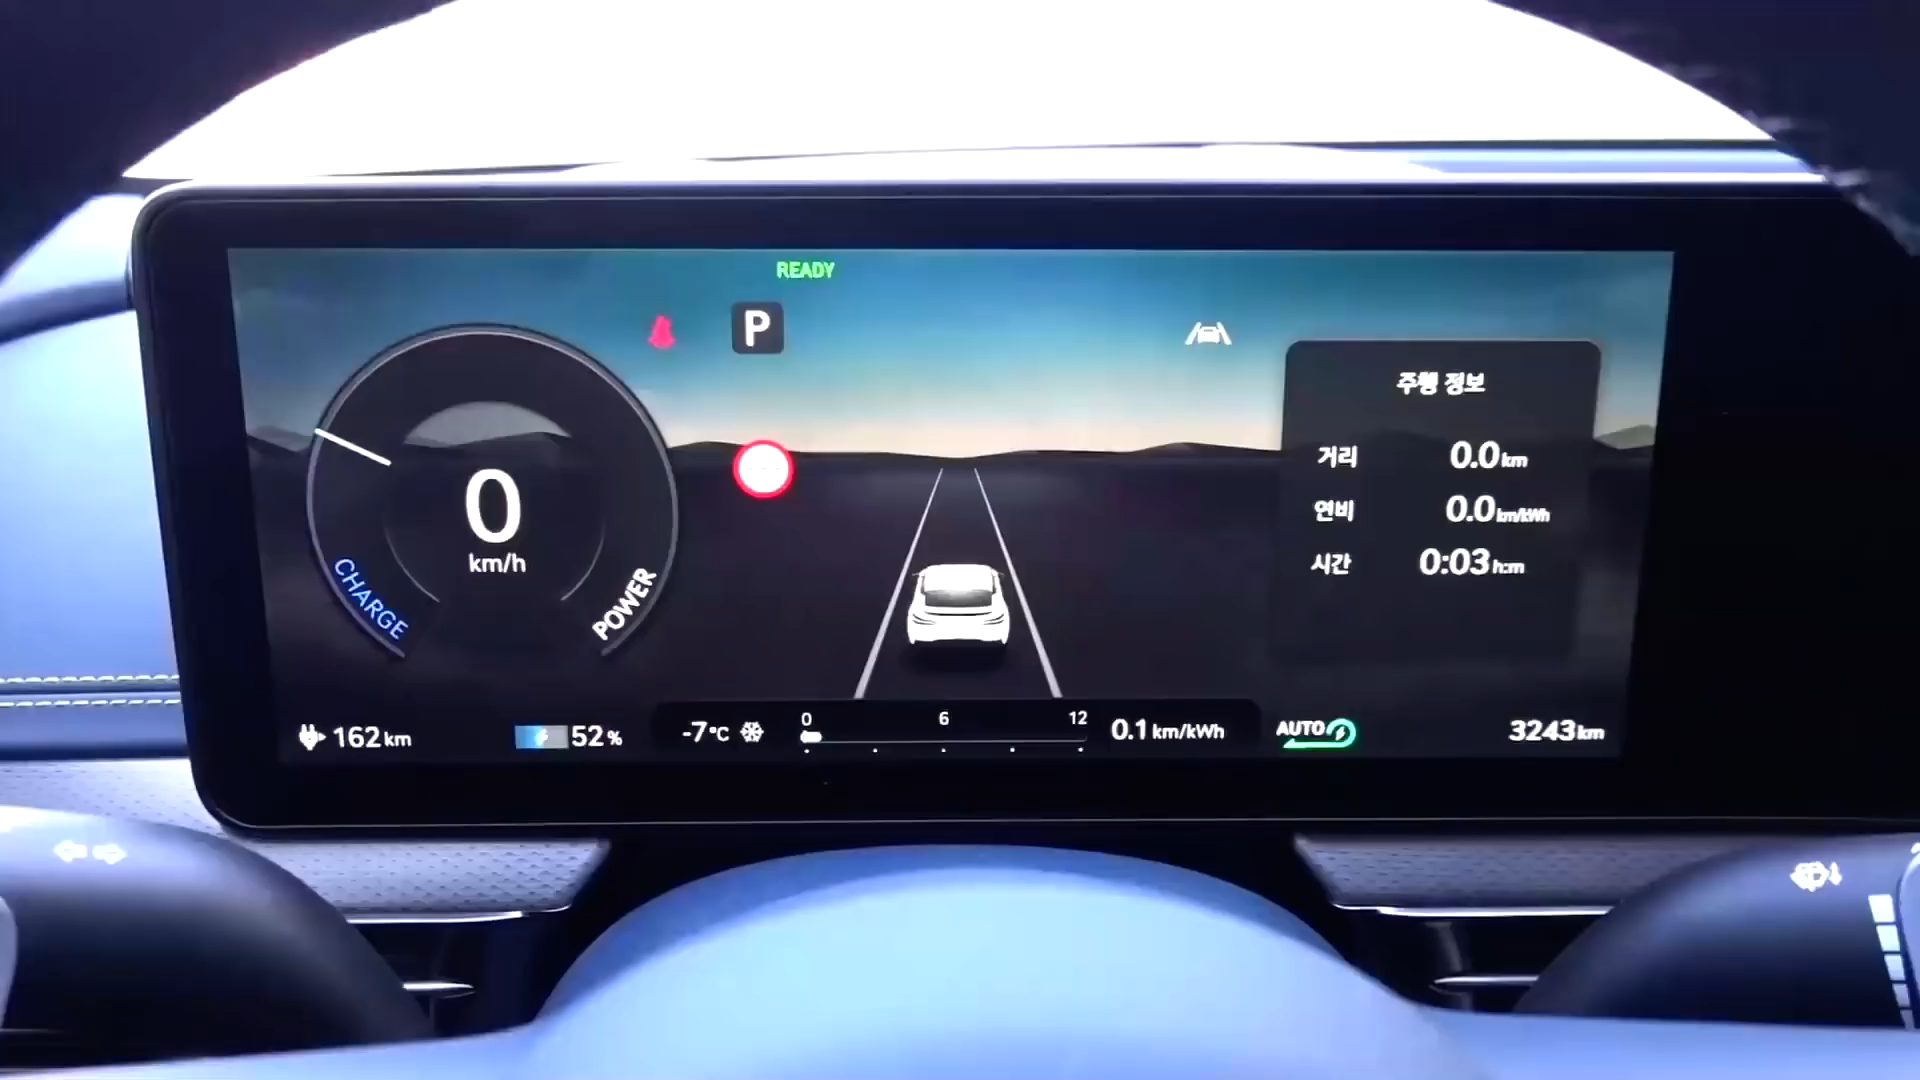 READY
P
주행 정보
거리 0.0 km
연비 0.0 km/kWh
시간 0:03 h:m
0
km/h
CHARGE
POWER
162 km
52 %
-7 °C
0 6 12
0.1 km/kWh
AUTO
3243 km